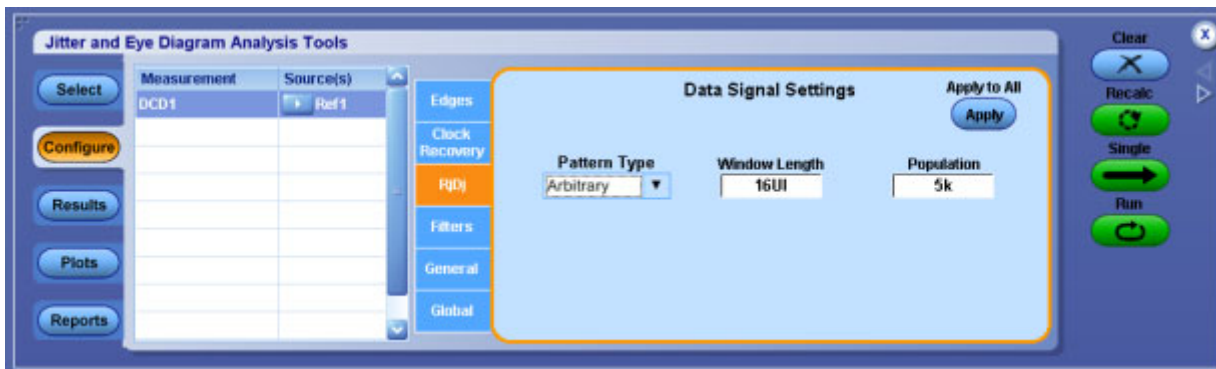 Jitter and Eye Diagram Analysis Tools
Select
Configure
Results
Plots
Reports
Measurement Source(s)
DCD1 Ref1
Edges
Clock
Recovery
RjDj
Filters
General
Global
Data Signal Settings
Apply to All
Apply
Pattern Type
Arbitrary
Window Length
16UI
Population
5k
Clear
X
Recalc
Single
Run